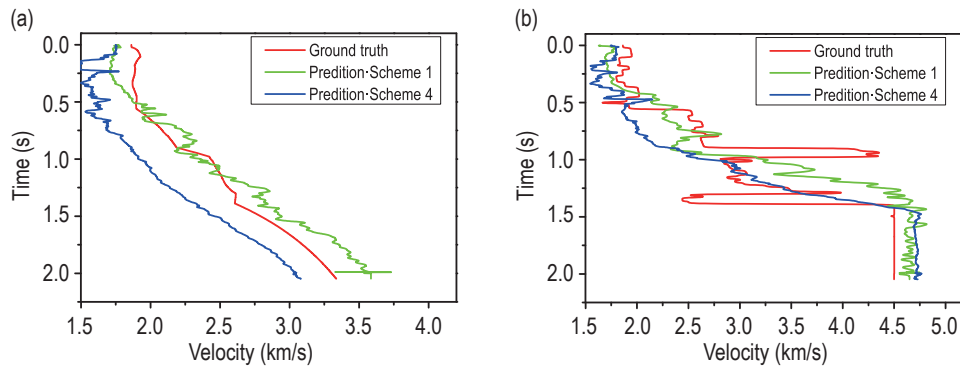 (a)
0.0
0.5
1.0
1.5
2.0
Time (s)
Ground truth
Predition·Scheme 1
Predition·Scheme 4
1.5 2.0 2.5 3.0 3.5 4.0
Velocity (km/s)
(b)
0.0
0.5
1.0
1.5
2.0
Time (s)
Ground truth
Predition·Scheme 1
Predition·Scheme 4
1.5 2.0 2.5 3.0 3.5 4.0 4.5 5.0
Velocity (km/s)